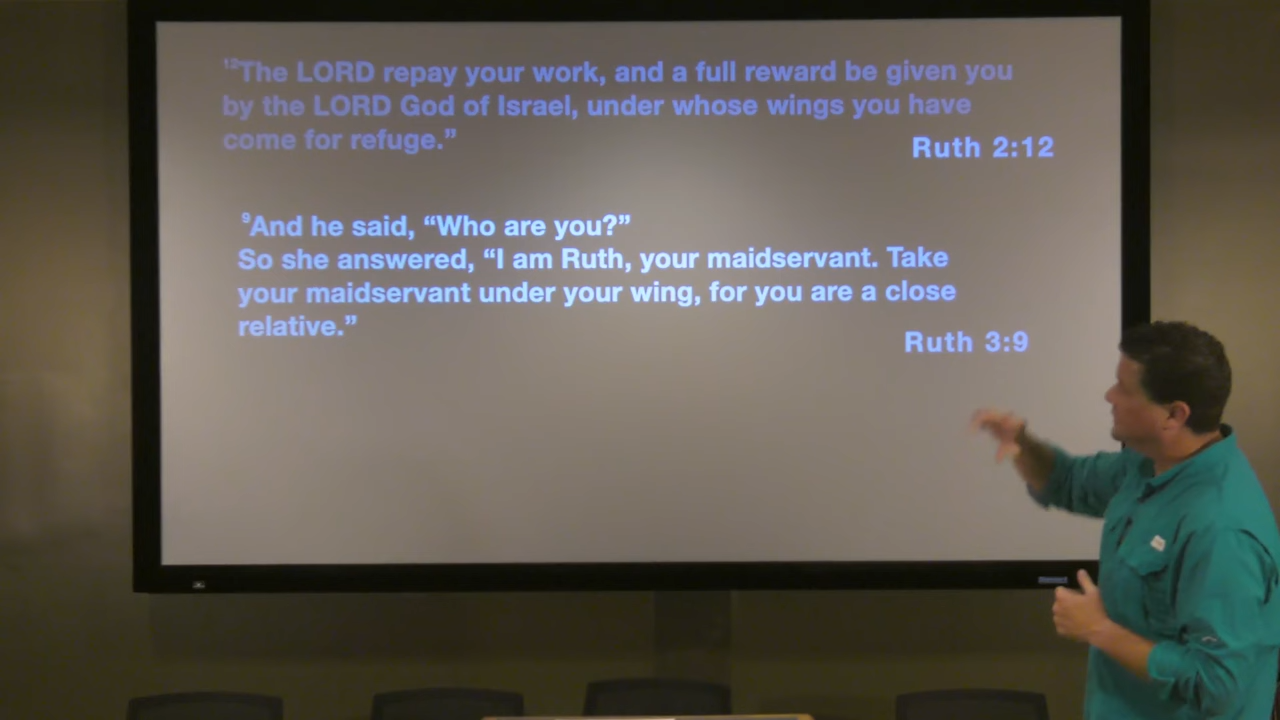 ¹²The LORD repay your work, and a full reward be given you
by the LORD God of Israel, under whose wings you have
come for refuge.”
Ruth 2:12
⁹And he said, “Who are you?”
So she answered, “I am Ruth, your maidservant. Take
your maidservant under your wing, for you are a close
relative.”
Ruth 3:9